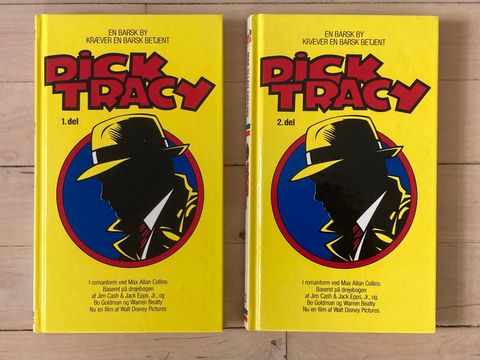 EN BARSK BY
KRÆVER EN BARSK BETJENT
DICK
TRACY
1. del
I romanform ved Max Allan Collins
Baseret på drejebogen
af Jim Cash & Jack Epps, Jr., og
Bo Goldman og Warren Beatty
Nu en film af Walt Disney Pictures
EN BARSK BY
KRÆVER EN BARSK BETJENT
DICK
TRACY
2. del
I romanform ved Max Allan Collins
Baseret på drejebogen
af Jim Cash & Jack Epps, Jr., og
Bo Goldman og Warren Beatty
Nu en film af Walt Disney Pictures